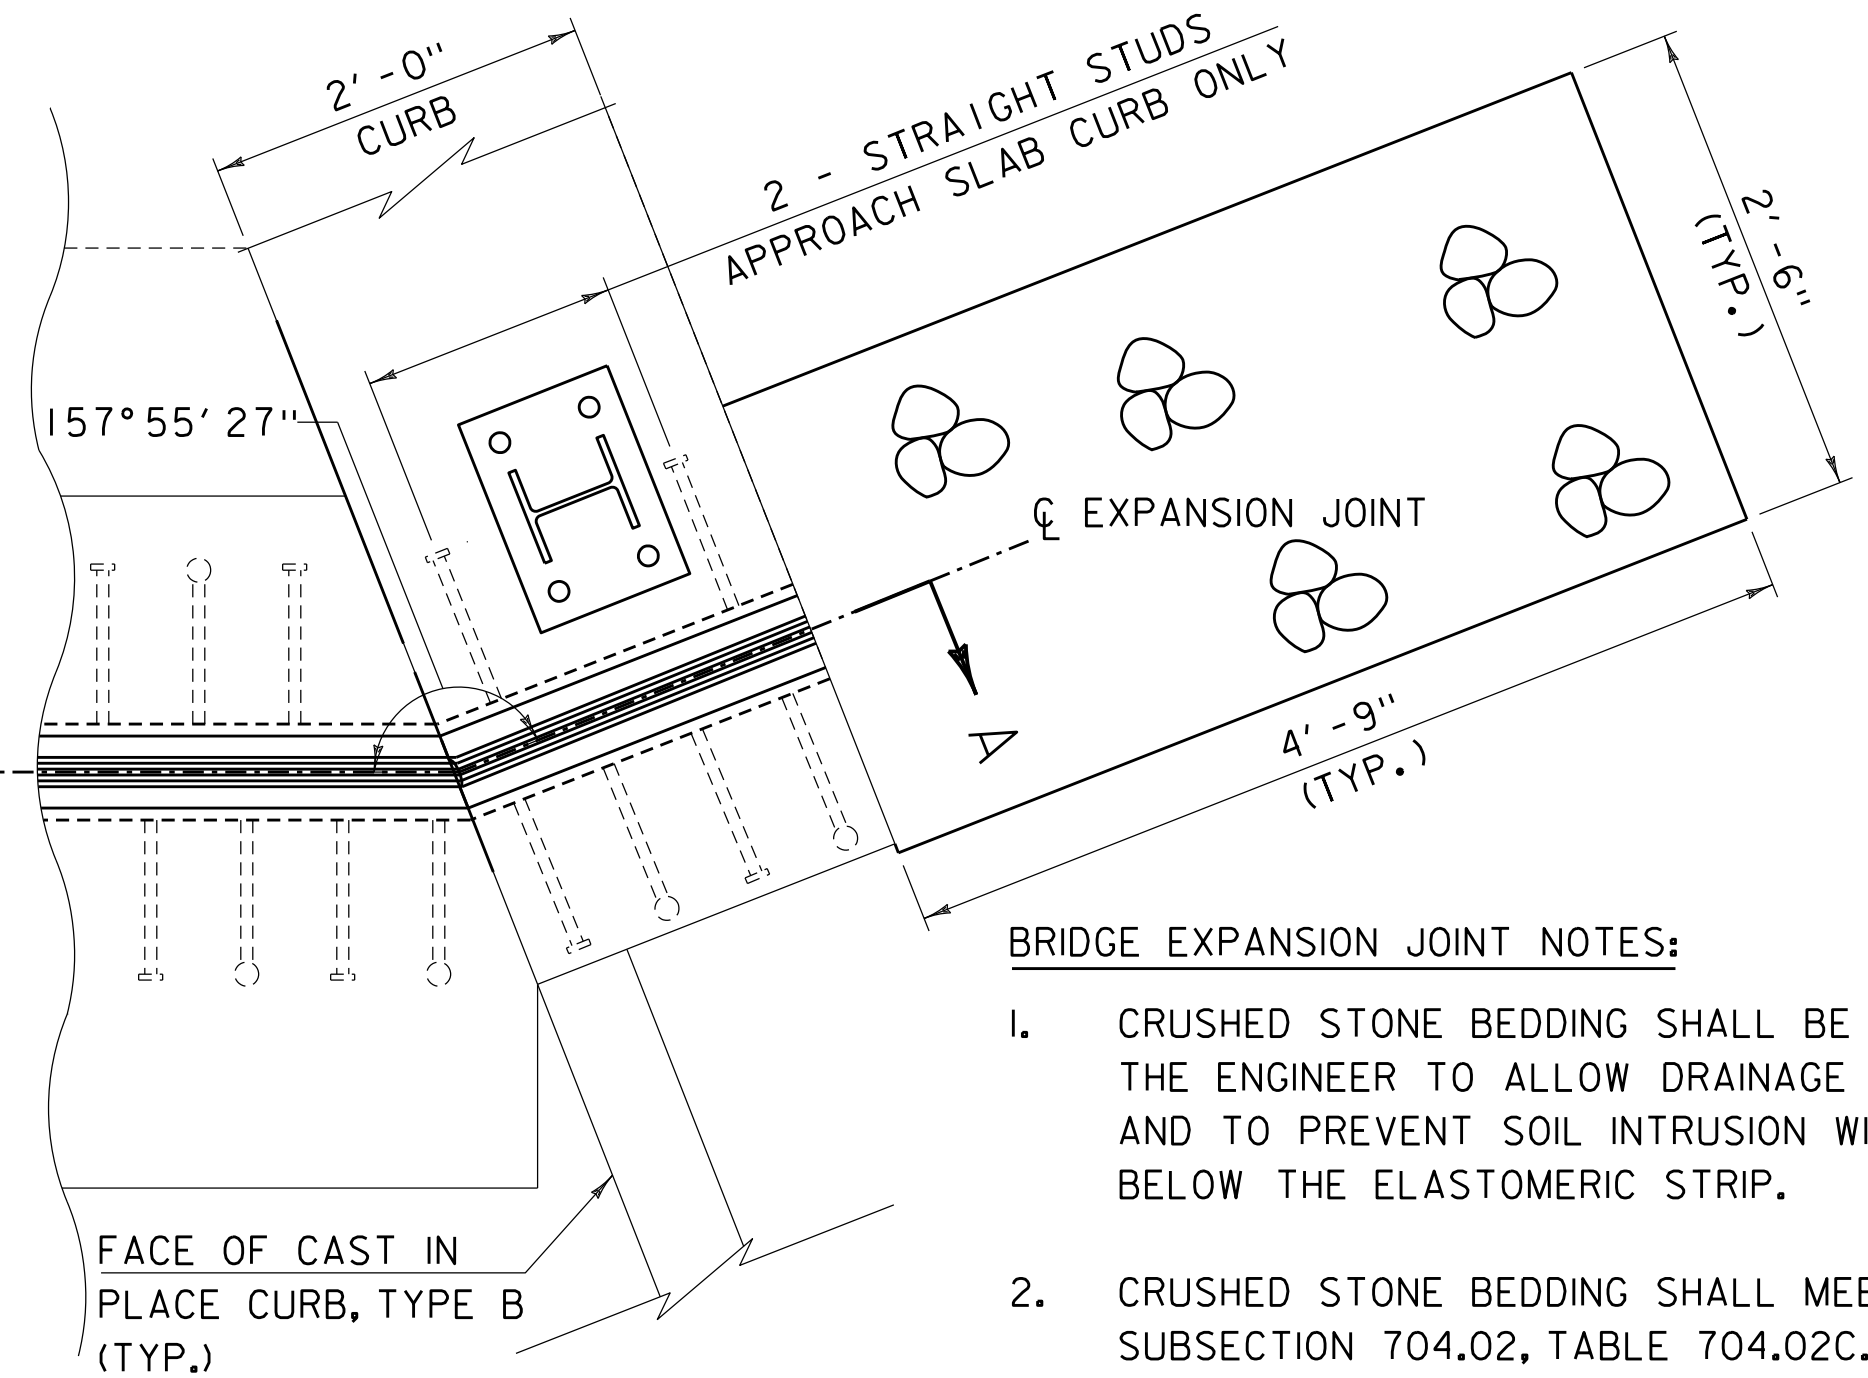 2'-0"
CURB
2 - STRAIGHT STUDS
APPROACH SLAB CURB ONLY
2'-6"
(TYP.)
157°55'27"
℄ EXPANSION JOINT
A
4'-9"
(TYP.)
BRIDGE EXPANSION JOINT NOTES:
1. CRUSHED STONE BEDDING SHALL BE
THE ENGINEER TO ALLOW DRAINAGE
AND TO PREVENT SOIL INTRUSION WI
BELOW THE ELASTOMERIC STRIP.
2. CRUSHED STONE BEDDING SHALL MEE
SUBSECTION 704.02, TABLE 704.02C.
FACE OF CAST IN
PLACE CURB, TYPE B
(TYP.)